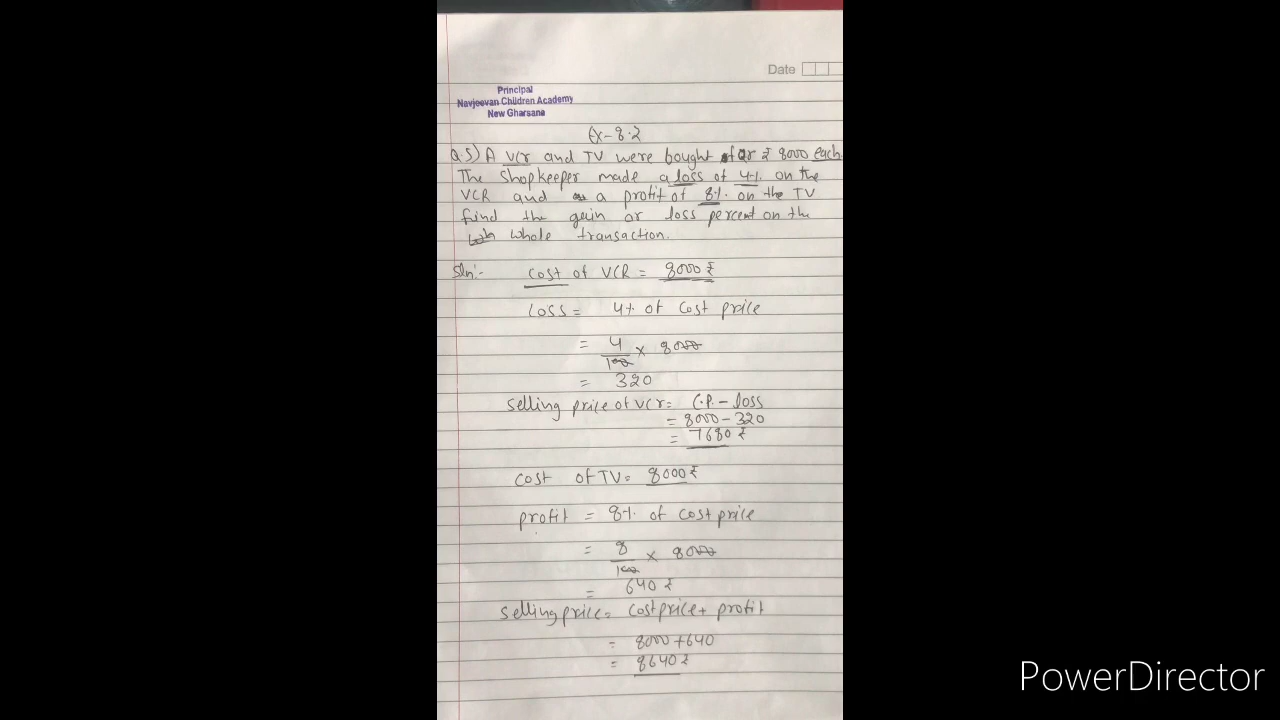 Date
Principal
Navjeevan Children Academy
New Gharsana
Ex-8.2
Q.5) A VCr and TV were bought for ₹ 8000 each.
The shopkeeper made a loss of 4% on the
VCR and a profit of 8% on the TV
find the gain or loss percent on the
whole transaction.
Soln:- cost of VCR = 8000 ₹
Loss = 4% of cost price
= 4/100 × 8000
= 320
selling price of VCr = C.P. - loss
= 8000 - 320
= 7680 ₹
cost of TV = 8000 ₹
profit = 8% of cost price
= 8/100 × 8000
= 640 ₹
selling price = cost price + profit
= 8000 + 640
= 8640 ₹
PowerDirector